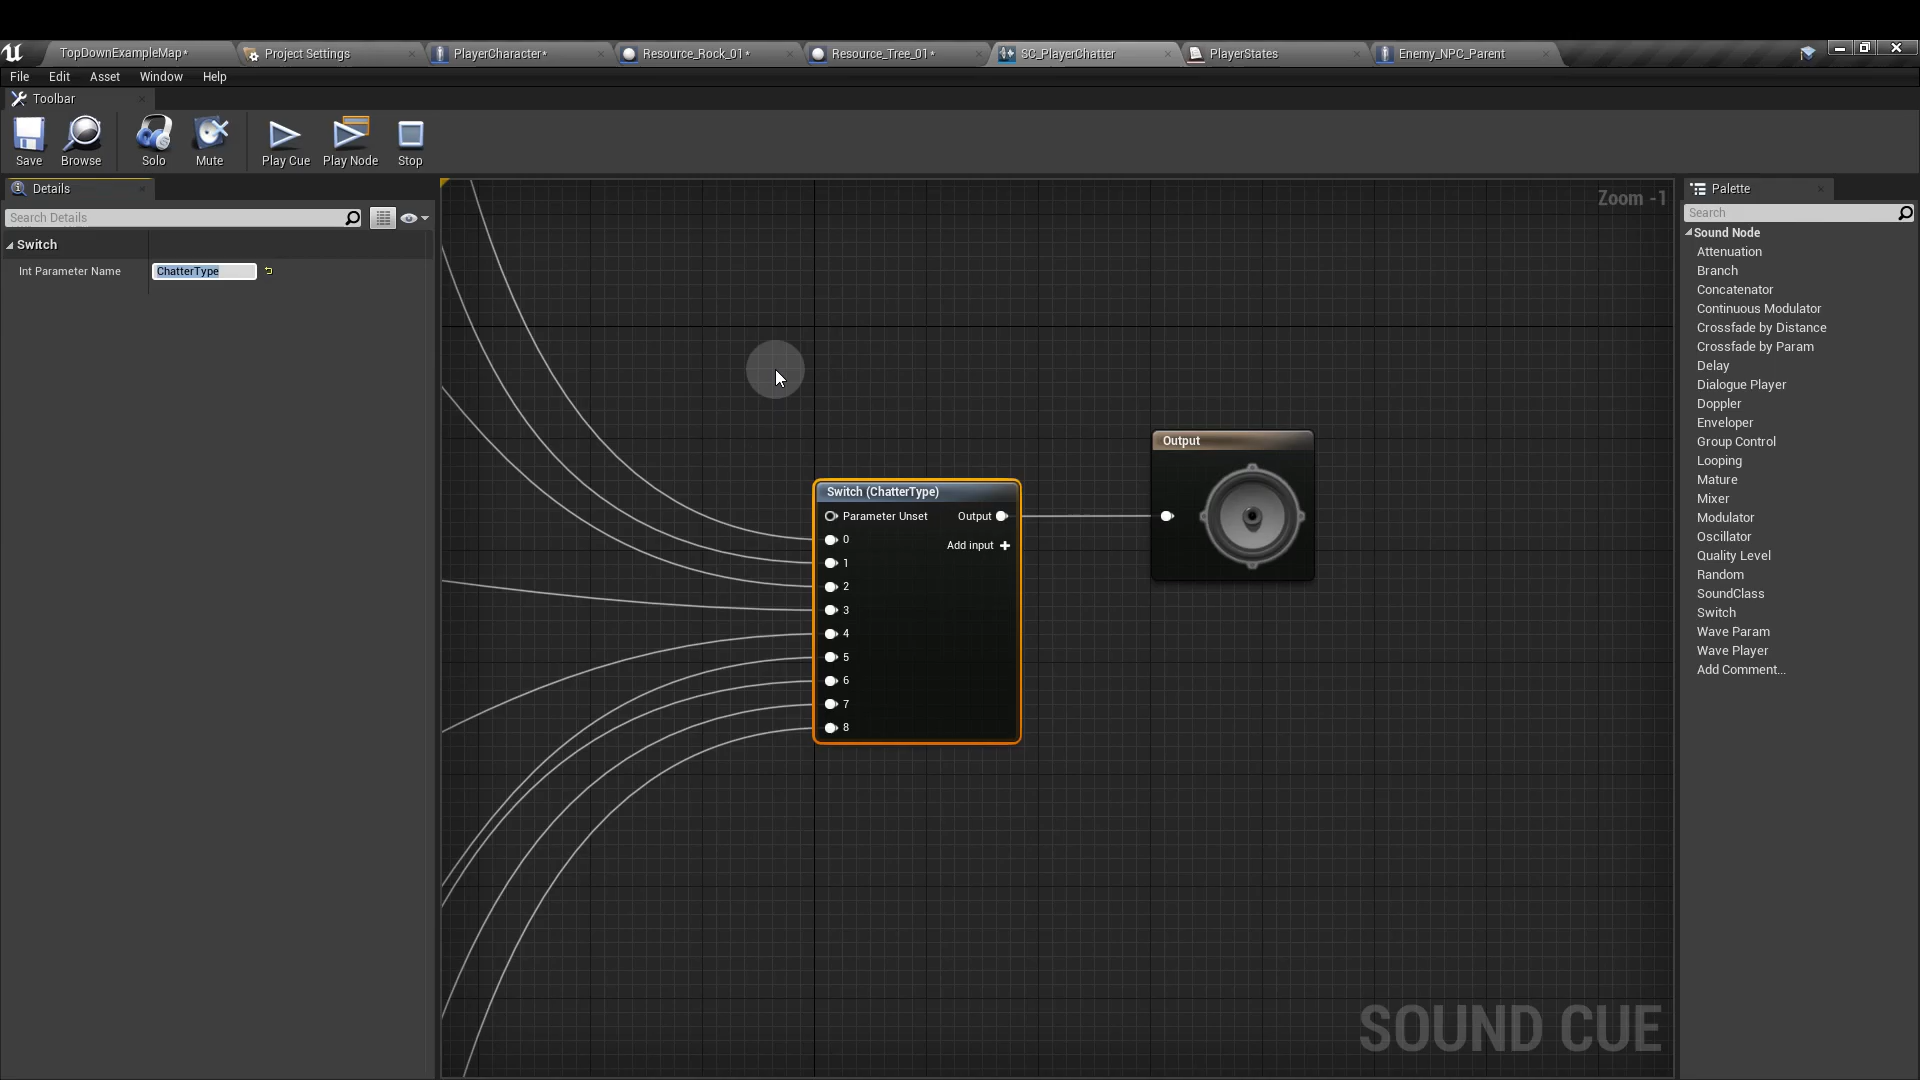 TopDownExampleMap*
Project Settings
PlayerCharacter*
Resource_Rock_01*
Resource_Tree_01*
SC_PlayerChatter
PlayerStates
Enemy_NPC_Parent
File
Edit
Asset
Window
Help
Toolbar
Save
Browse
Solo
Mute
Play Cue
Play Node
Stop
Details
Search Details
Switch
Int Parameter Name
ChatterType
Zoom -1
Switch (ChatterType)
Parameter Unset
Output
0
Add input
1
2
3
4
5
6
7
8
Output
SOUND CUE
Palette
Search
Sound Node
Attenuation
Branch
Concatenator
Continuous Modulator
Crossfade by Distance
Crossfade by Param
Delay
Dialogue Player
Doppler
Enveloper
Group Control
Looping
Mature
Mixer
Modulator
Oscillator
Quality Level
Random
SoundClass
Switch
Wave Param
Wave Player
Add Comment...